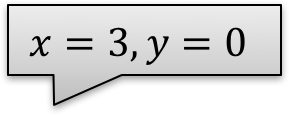 x = 3, y = 0